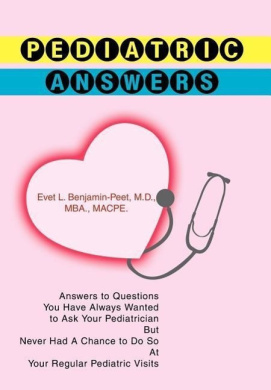 PEDIATRIC
ANSWERS
Evet L. Benjamin-Peet, M.D.,
MBA., MACPE.
Answers to Questions
You Have Always Wanted
to Ask Your Pediatrician
But
Never Had A Chance to Do So
At
Your Regular Pediatric Visits